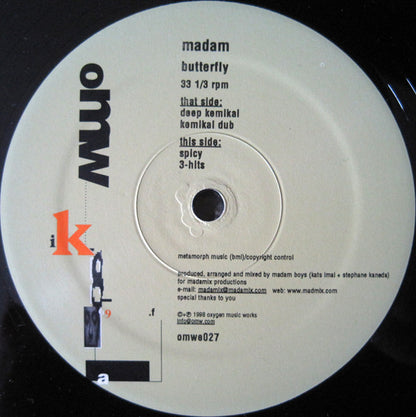 omw
madam
butterfly
33 1/3 rpm
that side:
deep kemikal
kemikal dub
this side:
spicy
3-hits
k
9
.f
a
metamorph music (bmi)/copyright control
produced, arranged and mixed by madam boys (kats imai + stephane kaneda)
for madamix productions
e-mail: madamix@madamix.com web: www.madmix.com
special thanks to you
©+℗ 1998 oxygen music works
info@omw.com
omwe027